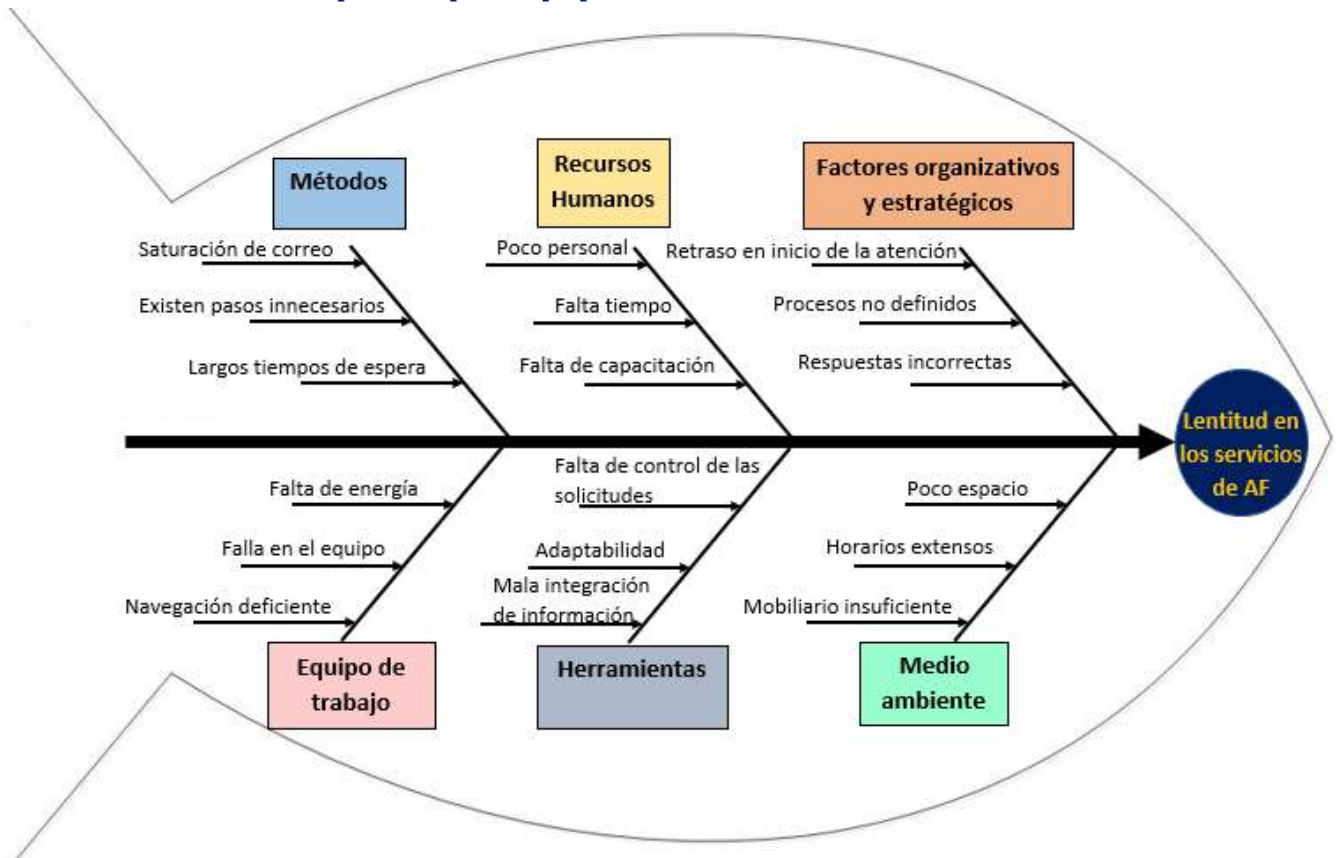 Métodos
Recursos
Humanos
Factores organizativos
y estratégicos
Saturación de correo
Existen pasos innecesarios
Largos tiempos de espera
Poco personal
Falta tiempo
Falta de capacitación
Retraso en inicio de la atención
Procesos no definidos
Respuestas incorrectas
Lentitud en
los servicios
de AF
Falta de energía
Falla en el equipo
Navegación deficiente
Falta de control de las
solicitudes
Adaptabilidad
Mala integración
de información
Poco espacio
Horarios extensos
Mobiliario insuficiente
Equipo de
trabajo
Herramientas
Medio
ambiente